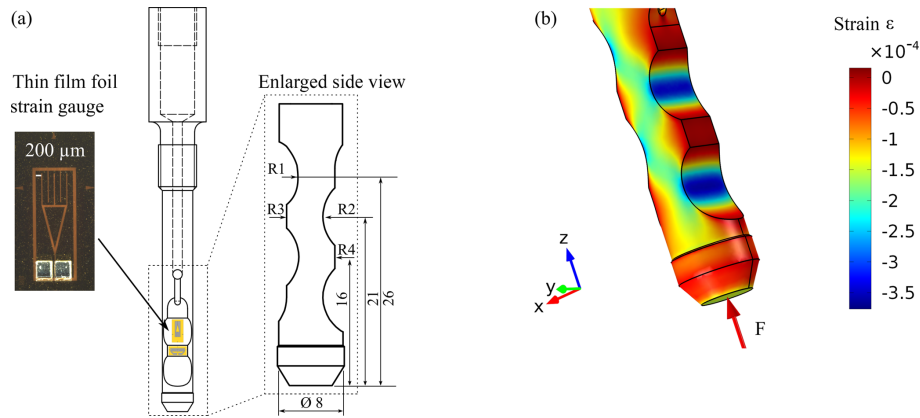 (a)
Thin film foil
strain gauge
200 µm
Enlarged side view
R1
R3
R2
R4
16
21
26
Ø 8
(b)
z
y
x
F
Strain ε
×10⁻⁴
0
-0.5
-1
-1.5
-2
-2.5
-3
-3.5